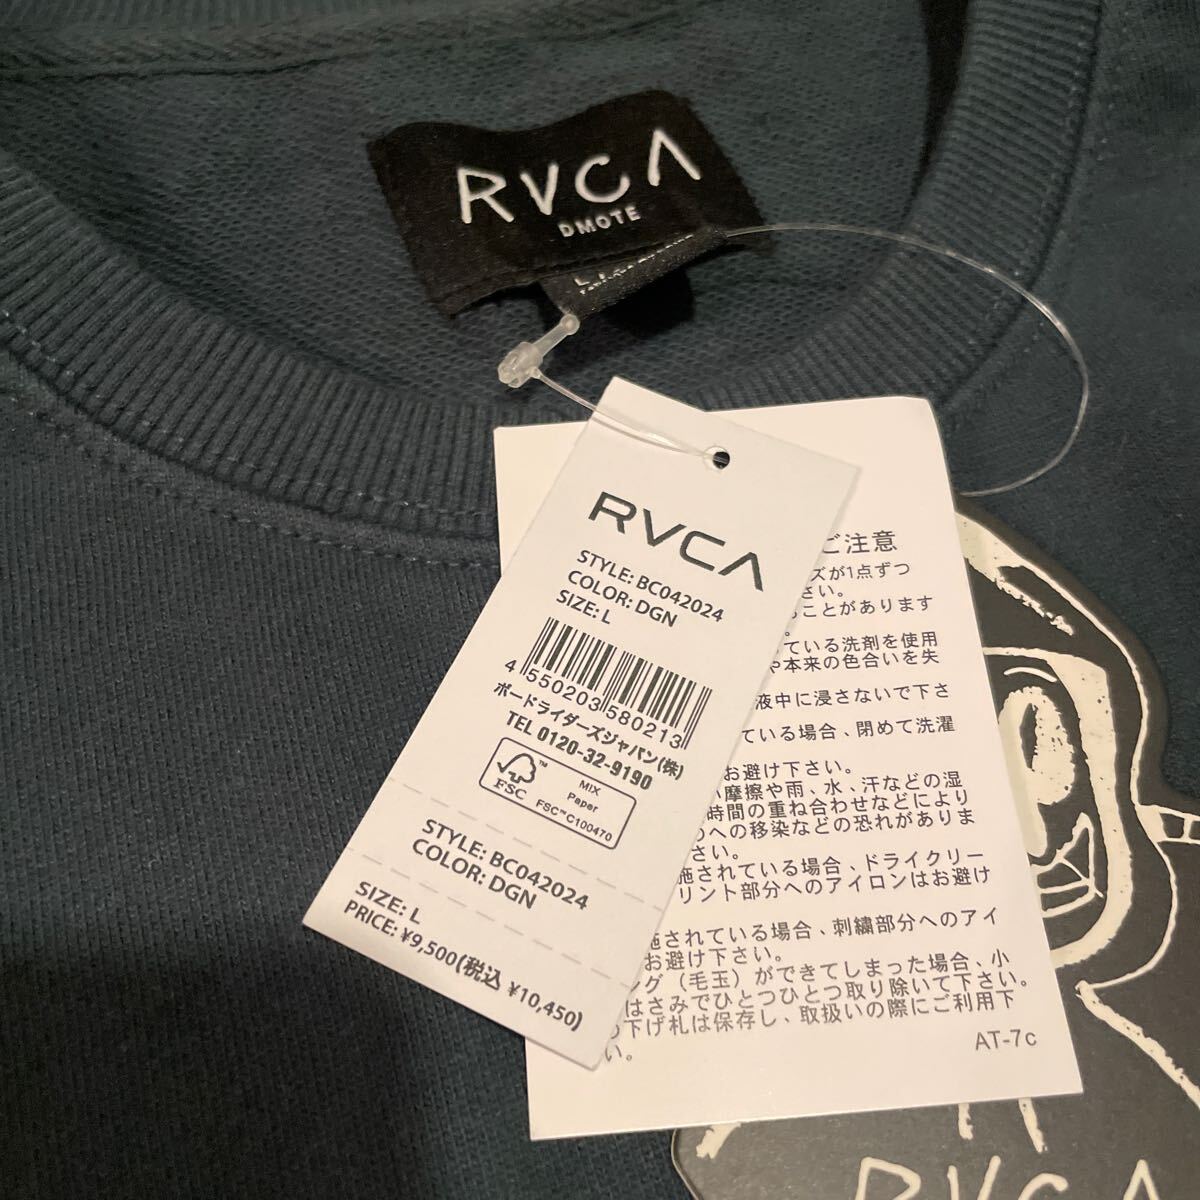 RVCA
DMOTE
RVCA
STYLE: BC042024
COLOR: DGN
SIZE: L
4 550203 580213
ボードライダーズジャパン(株)
TEL 0120-32-9190
FSC™
MIX
Paper
FSC™C100470
STYLE: BC042024
COLOR: DGN
SIZE: L
PRICE: ¥9,500(税込 ¥10,450)
ご注意
ズが1点ずつ
さい。
ことがあります
。
ている洗剤を使用
や本来の色合いを失
液中に浸さないで下さ
ている場合、閉めて洗濯
お避け下さい。
摩擦や雨、水、汗などの湿
時間の重ね合わせなどにより
への移染などの恐れがありま
さい。
施されている場合、ドライクリー
リント部分へのアイロンはお避け
施されている場合、刺繍部分へのアイ
お避け下さい。
ング（毛玉）ができてしまった場合、小
はさみでひとつひとつ取り除いて下さい。
下げ札は保存し、取扱いの際にご利用下
い。
AT-7c
RVCA